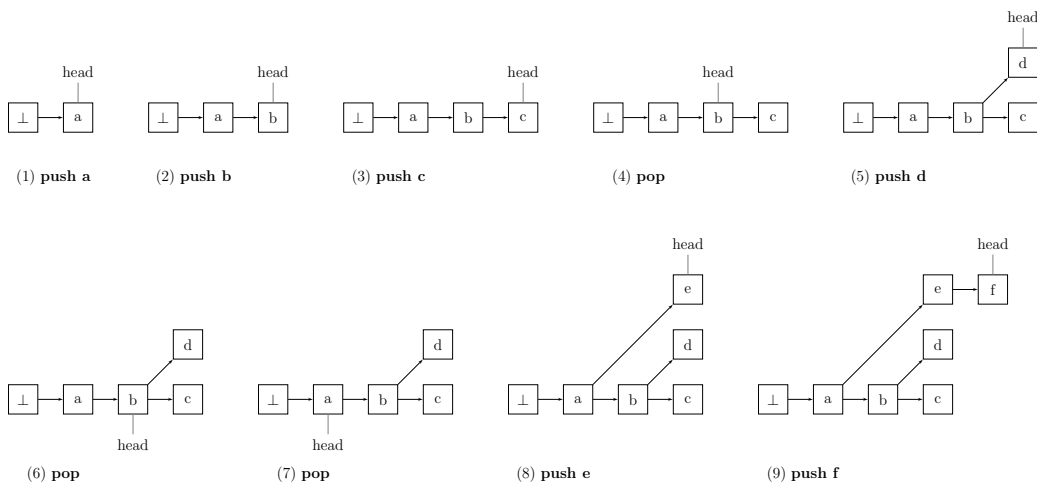 head
head
head
head
head
⊥ a
⊥ a b
⊥ a b c
⊥ a b c
d
⊥ a b c
(1) push a
(2) push b
(3) push c
(4) pop
(5) push d
d
⊥ a b c
head
(6) pop
d
⊥ a b c
head
(7) pop
head
e
d
⊥ a b c
(8) push e
head
e f
d
⊥ a b c
(9) push f